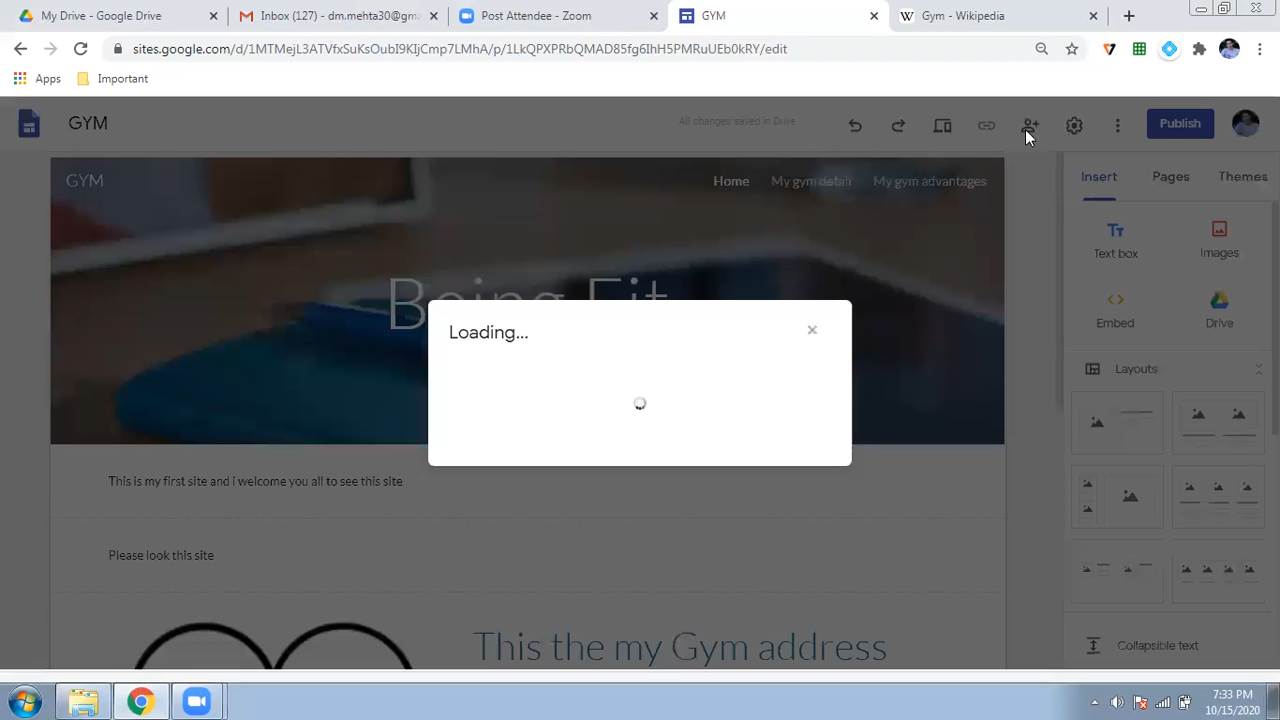 My Drive - Google Drive
Inbox (127) - dm.mehta30@g
Post Attendee - Zoom
GYM
Gym - Wikipedia
sites.google.com/d/1MTMejL3ATVfxSuKsOubI9KIjCmp7LMhA/p/1LkQPXPRbQMAD85fg6IhH5PMRuUEb0kRY/edit
Apps
Important
GYM
All changes saved in Drive
Publish
GYM
Home
My gym detail
My gym advantages
Insert
Pages
Themes
Text box
Images
Being Fit
Embed
Drive
Loading...
Layouts
This is my first site and i welcome you all to see this site
Please look this site
This the my Gym address
Collapsible text
7:33 PM
10/15/2020